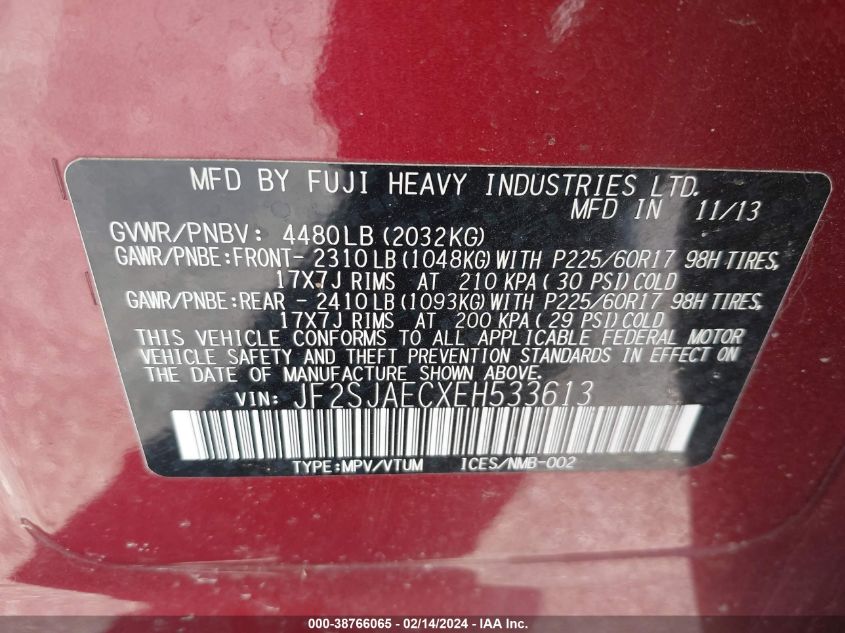 MFD BY FUJI HEAVY INDUSTRIES LTD.
MFD IN 11/13
GVWR/PNBV: 4480LB (2032KG)
GAWR/PNBE:FRONT- 2310 LB (1048KG) WITH P225/60R17 98H TIRES,
17X7J RIMS AT 210 KPA ( 30 PSI) COLD
GAWR/PNBE:REAR - 2410 LB (1093KG) WITH P225/60R17 98H TIRES,
17X7J RIMS AT 200 KPA ( 29 PSI) COLD
THIS VEHICLE CONFORMS TO ALL APPLICABLE FEDERAL MOTOR
VEHICLE SAFETY AND THEFT PREVENTION STANDARDS IN EFFECT ON
THE DATE OF MANUFACTURE SHOWN ABOVE.
VIN: JF2SJAECXEH533613
TYPE:MPV/VTUM ICES/NMB-002
000-38766065 - 02/14/2024 - IAA Inc.